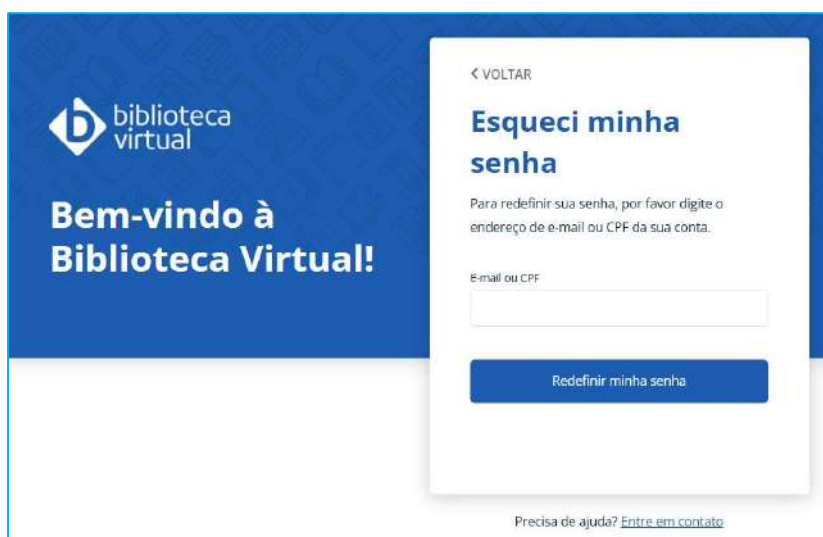 biblioteca
virtual
Bem-vindo à
Biblioteca Virtual!
< VOLTAR
Esqueci minha
senha
Para redefinir sua senha, por favor digite o
endereço de e-mail ou CPF da sua conta.
E-mail ou CPF
Redefinir minha senha
Precisa de ajuda? Entre em contato